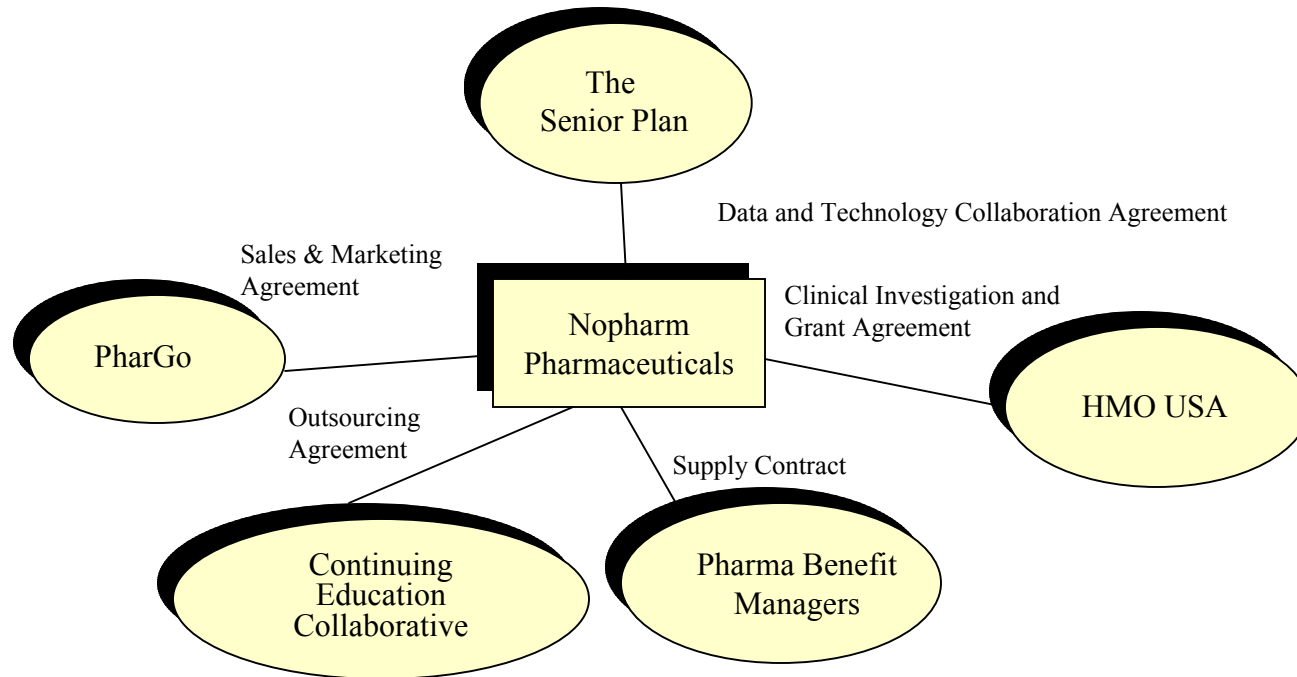 The
Senior Plan
Data and Technology Collaboration Agreement
Sales & Marketing
Agreement
Clinical Investigation and
Grant Agreement
Nopharm
Pharmaceuticals
PharGo
HMO USA
Outsourcing
Agreement
Supply Contract
Continuing
Education
Collaborative
Pharma Benefit
Managers